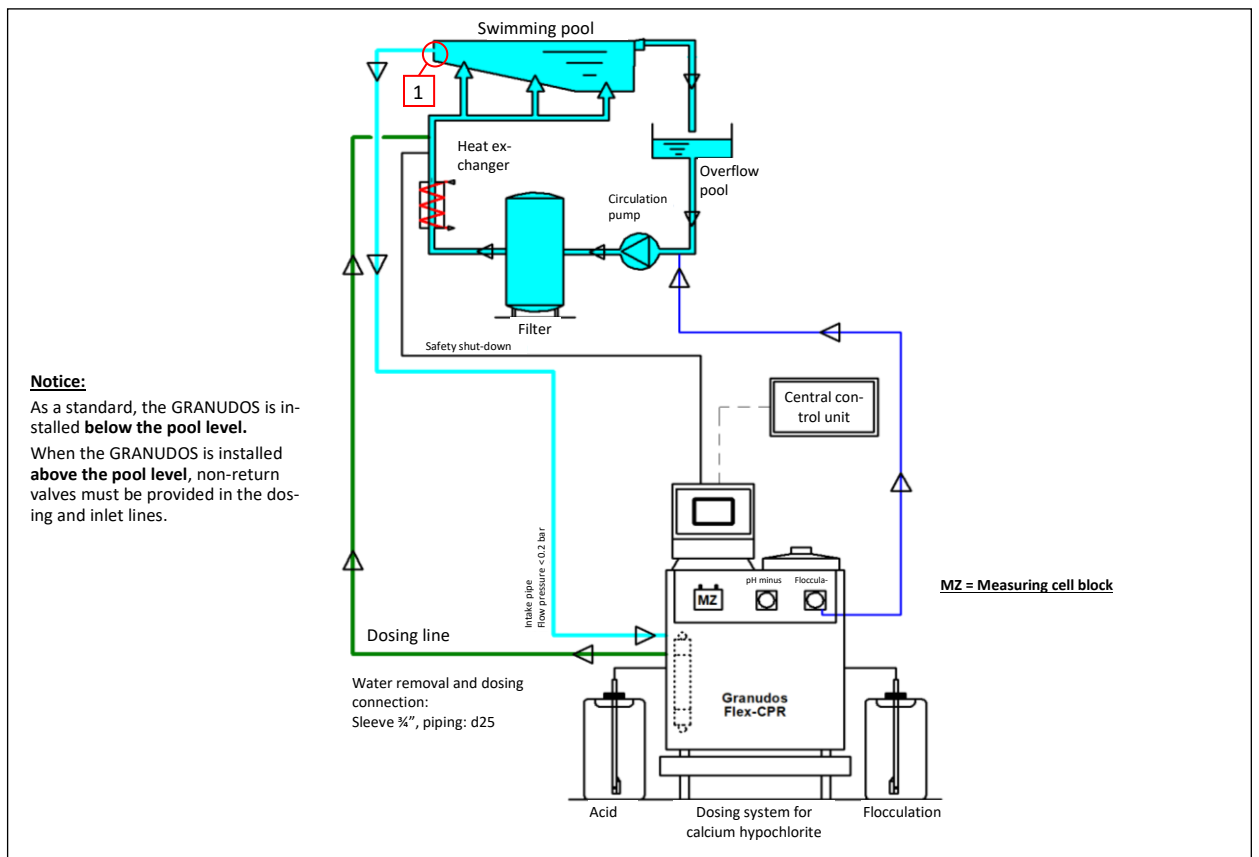 Swimming pool
1
Heat ex-
changer
Overflow
pool
Circulation
pump
Filter
Safety shut-down
Notice:
As a standard, the GRANUDOS is in-
stalled below the pool level.
When the GRANUDOS is installed
above the pool level, non-return
valves must be provided in the dos-
ing and inlet lines.
Central con-
trol unit
Intake pipe
Flow pressure < 0.2 bar
pH minus
Floccula-
MZ
MZ = Measuring cell block
Dosing line
Water removal and dosing
connection:
Sleeve ¾”, piping: d25
Granudos
Flex-CPR
Acid
Dosing system for
calcium hypochlorite
Flocculation